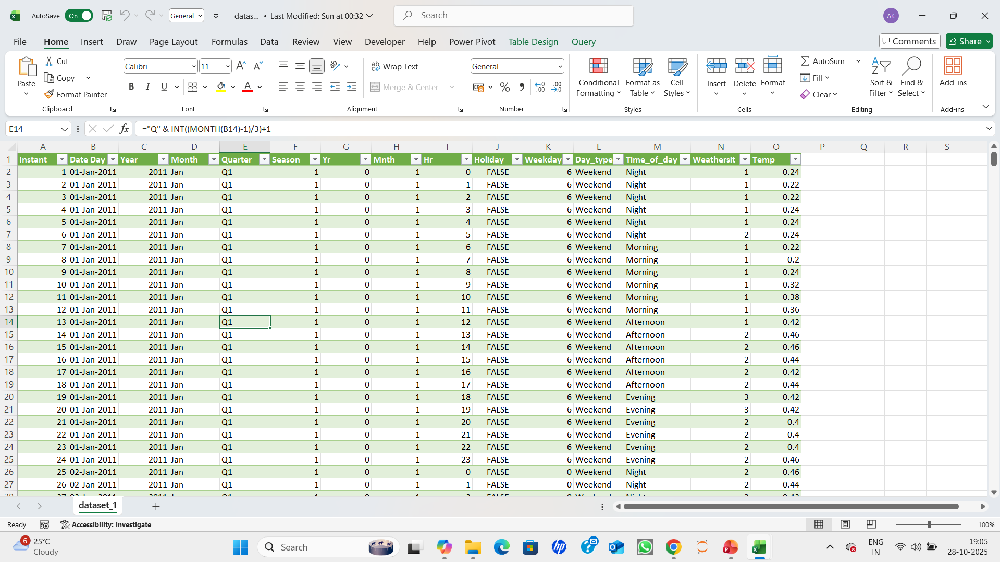 AutoSave On General datas... • Last Modified: Sun at 00:32 Search AK
File Home Insert Draw Page Layout Formulas Data Review View Developer Help Power Pivot Table Design Query Comments Share
Paste Cut Copy Format Painter Clipboard
Calibri 11 B I U A Font
Wrap Text Merge & Center Alignment
General % Number
Conditional Formatting Format as Table Cell Styles Styles
Insert Delete Format Cells
AutoSum Fill Clear Sort & Filter Find & Select Editing
Add-ins Add-ins
E14 fx ="Q" & INT((MONTH(B14)-1)/3)+1
A B C D E F G H I J K L M N O P Q R S
1 Instant Date Day Year Month Quarter Season Yr Mnth Hr Holiday Weekday Day_type Time_of_day Weathersit Temp
2 1 01-Jan-2011 2011 Jan Q1 1 0 1 0 FALSE 6 Weekend Night 1 0.24
3 2 01-Jan-2011 2011 Jan Q1 1 0 1 1 FALSE 6 Weekend Night 1 0.22
4 3 01-Jan-2011 2011 Jan Q1 1 0 1 2 FALSE 6 Weekend Night 1 0.22
5 4 01-Jan-2011 2011 Jan Q1 1 0 1 3 FALSE 6 Weekend Night 1 0.24
6 5 01-Jan-2011 2011 Jan Q1 1 0 1 4 FALSE 6 Weekend Night 1 0.24
7 6 01-Jan-2011 2011 Jan Q1 1 0 1 5 FALSE 6 Weekend Night 2 0.24
8 7 01-Jan-2011 2011 Jan Q1 1 0 1 6 FALSE 6 Weekend Morning 1 0.22
9 8 01-Jan-2011 2011 Jan Q1 1 0 1 7 FALSE 6 Weekend Morning 1 0.2
10 9 01-Jan-2011 2011 Jan Q1 1 0 1 8 FALSE 6 Weekend Morning 1 0.24
11 10 01-Jan-2011 2011 Jan Q1 1 0 1 9 FALSE 6 Weekend Morning 1 0.32
12 11 01-Jan-2011 2011 Jan Q1 1 0 1 10 FALSE 6 Weekend Morning 1 0.38
13 12 01-Jan-2011 2011 Jan Q1 1 0 1 11 FALSE 6 Weekend Morning 1 0.36
14 13 01-Jan-2011 2011 Jan Q1 1 0 1 12 FALSE 6 Weekend Afternoon 1 0.42
15 14 01-Jan-2011 2011 Jan Q1 1 0 1 13 FALSE 6 Weekend Afternoon 2 0.46
16 15 01-Jan-2011 2011 Jan Q1 1 0 1 14 FALSE 6 Weekend Afternoon 2 0.46
17 16 01-Jan-2011 2011 Jan Q1 1 0 1 15 FALSE 6 Weekend Afternoon 2 0.44
18 17 01-Jan-2011 2011 Jan Q1 1 0 1 16 FALSE 6 Weekend Afternoon 2 0.42
19 18 01-Jan-2011 2011 Jan Q1 1 0 1 17 FALSE 6 Weekend Afternoon 2 0.44
20 19 01-Jan-2011 2011 Jan Q1 1 0 1 18 FALSE 6 Weekend Evening 3 0.42
21 20 01-Jan-2011 2011 Jan Q1 1 0 1 19 FALSE 6 Weekend Evening 3 0.42
22 21 01-Jan-2011 2011 Jan Q1 1 0 1 20 FALSE 6 Weekend Evening 2 0.4
23 22 01-Jan-2011 2011 Jan Q1 1 0 1 21 FALSE 6 Weekend Evening 2 0.4
24 23 01-Jan-2011 2011 Jan Q1 1 0 1 22 FALSE 6 Weekend Evening 2 0.4
25 24 01-Jan-2011 2011 Jan Q1 1 0 1 23 FALSE 6 Weekend Evening 2 0.46
26 25 02-Jan-2011 2011 Jan Q1 1 0 1 0 FALSE 0 Weekend Night 2 0.46
27 26 02-Jan-2011 2011 Jan Q1 1 0 1 1 FALSE 0 Weekend Night 2 0.44
dataset_1
Ready Accessibility: Investigate 100%
6 25°C Cloudy Search ENG IN 19:05 28-10-2025